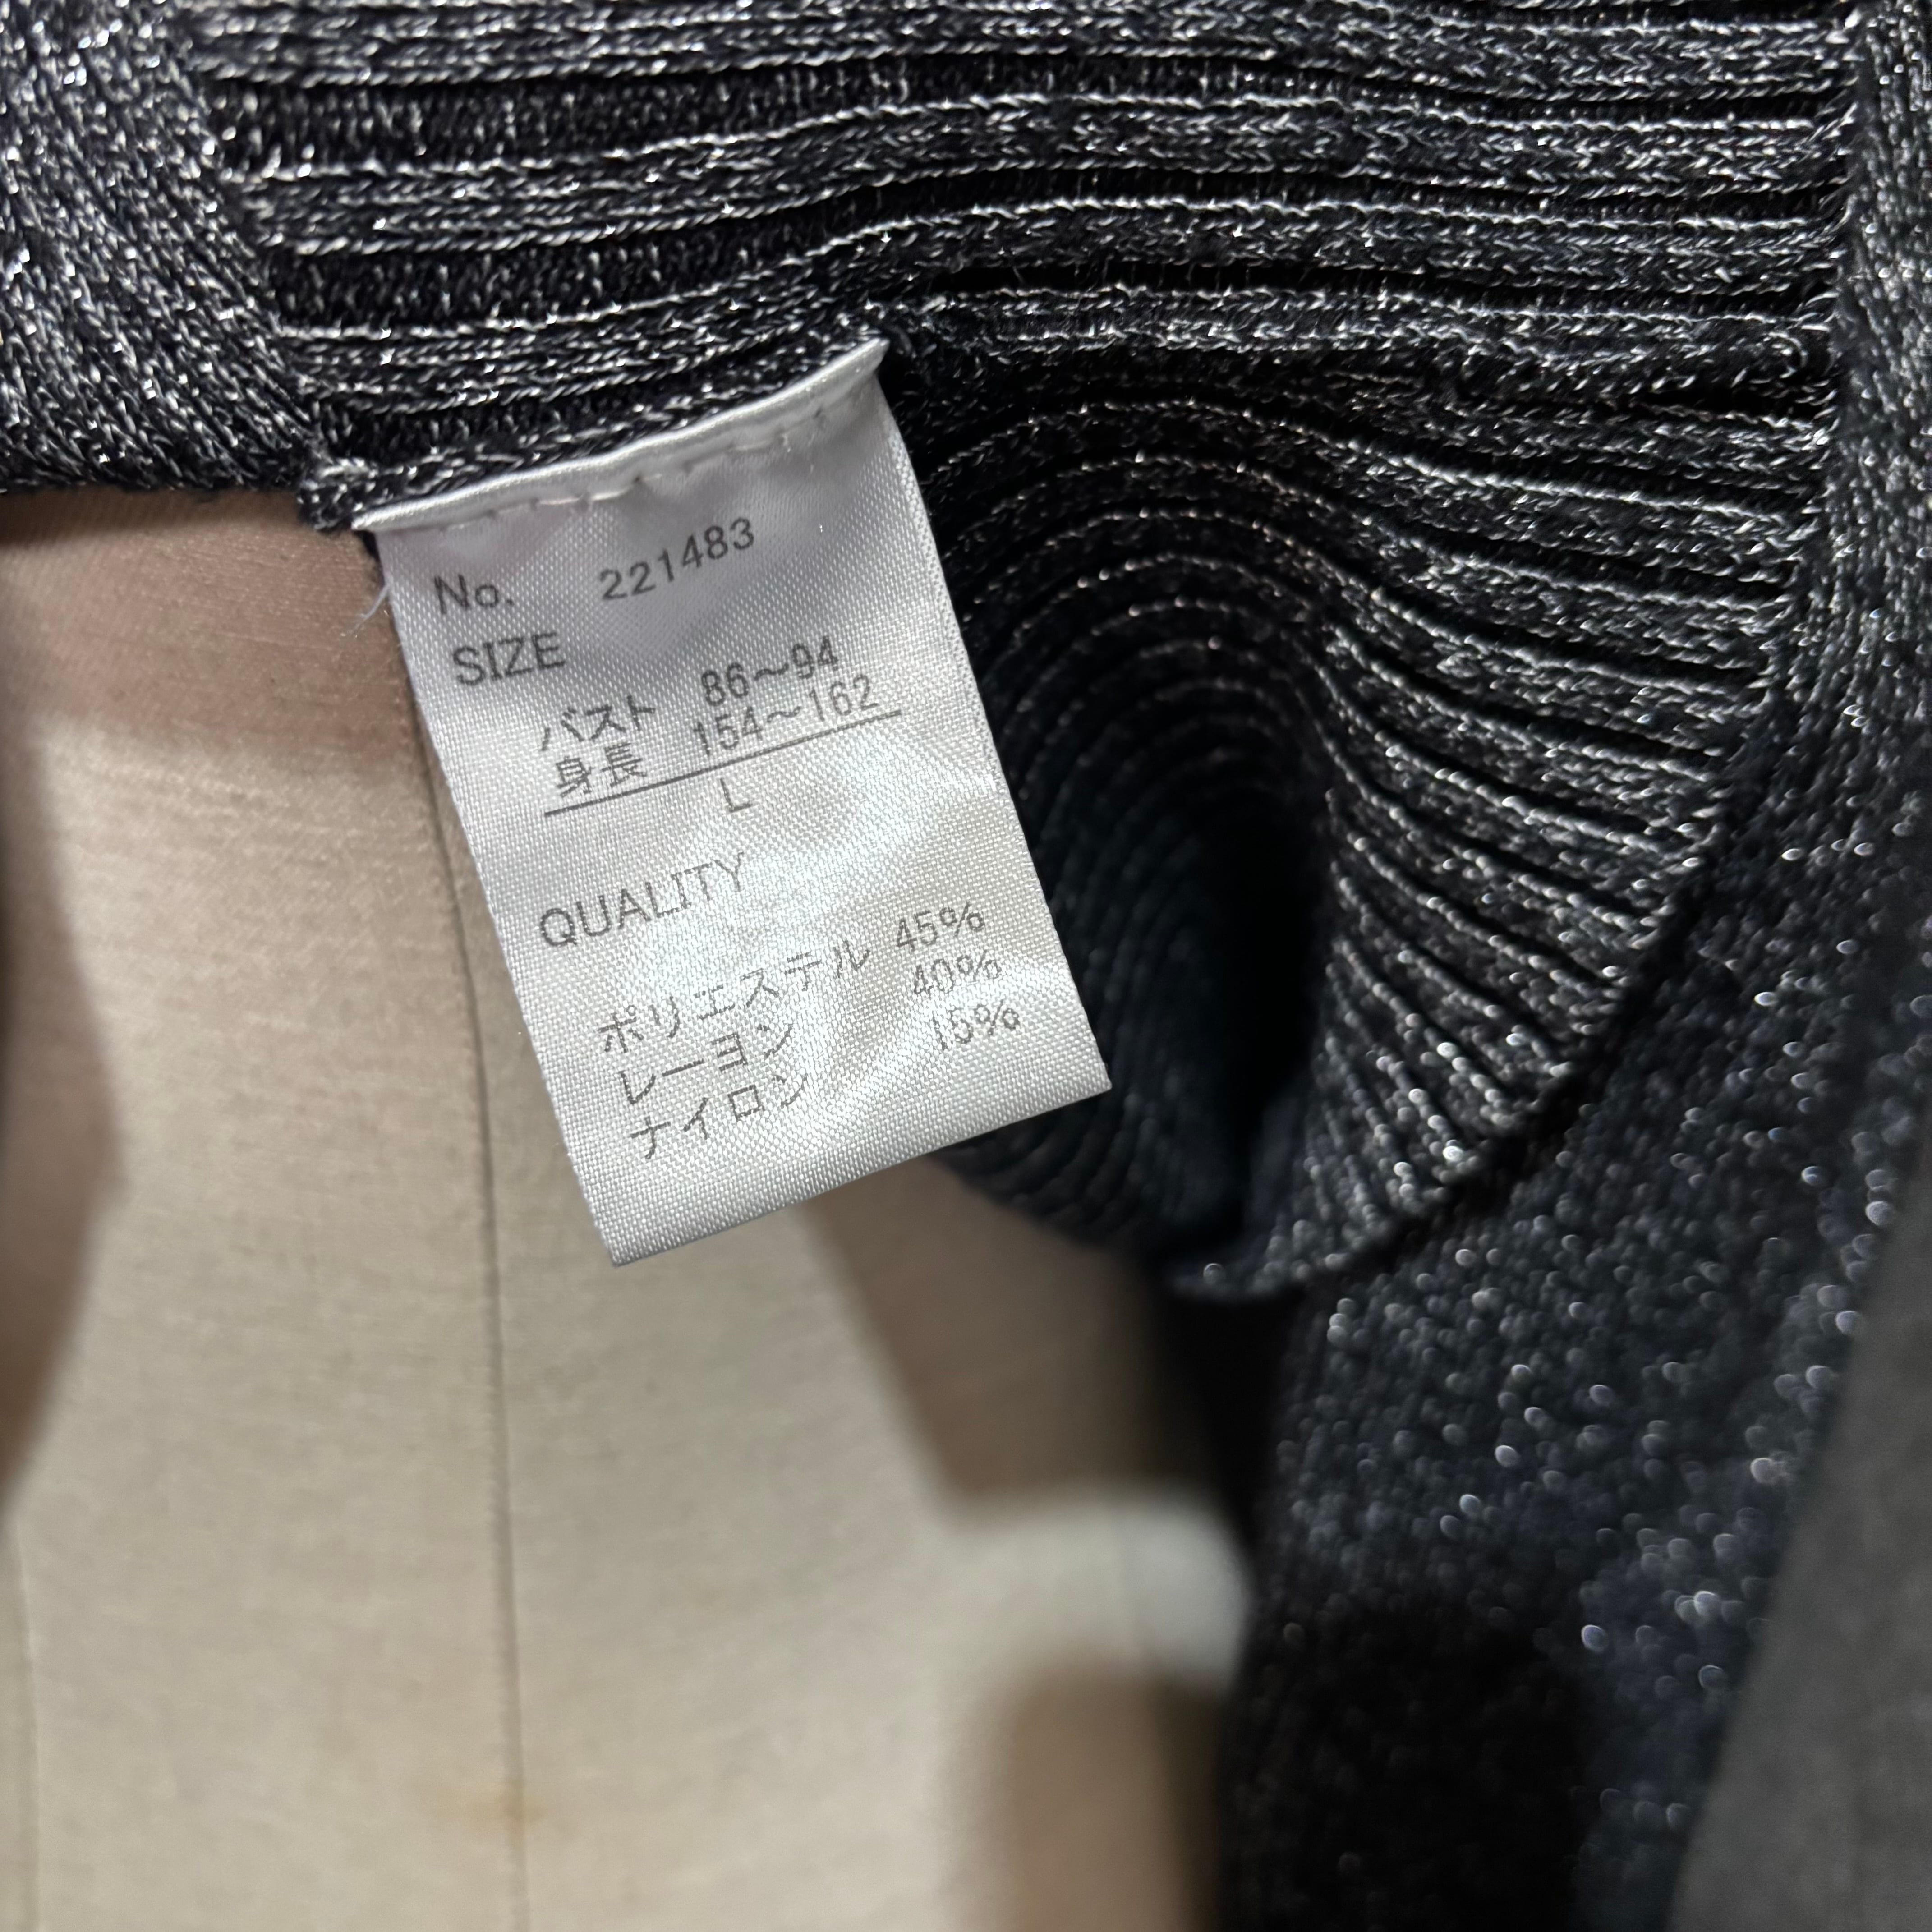 No. 221483
SIZE
バスト 86～94
身長 154～162
L
QUALITY
ポリエステル 45%
レーヨン 40%
ナイロン 15%